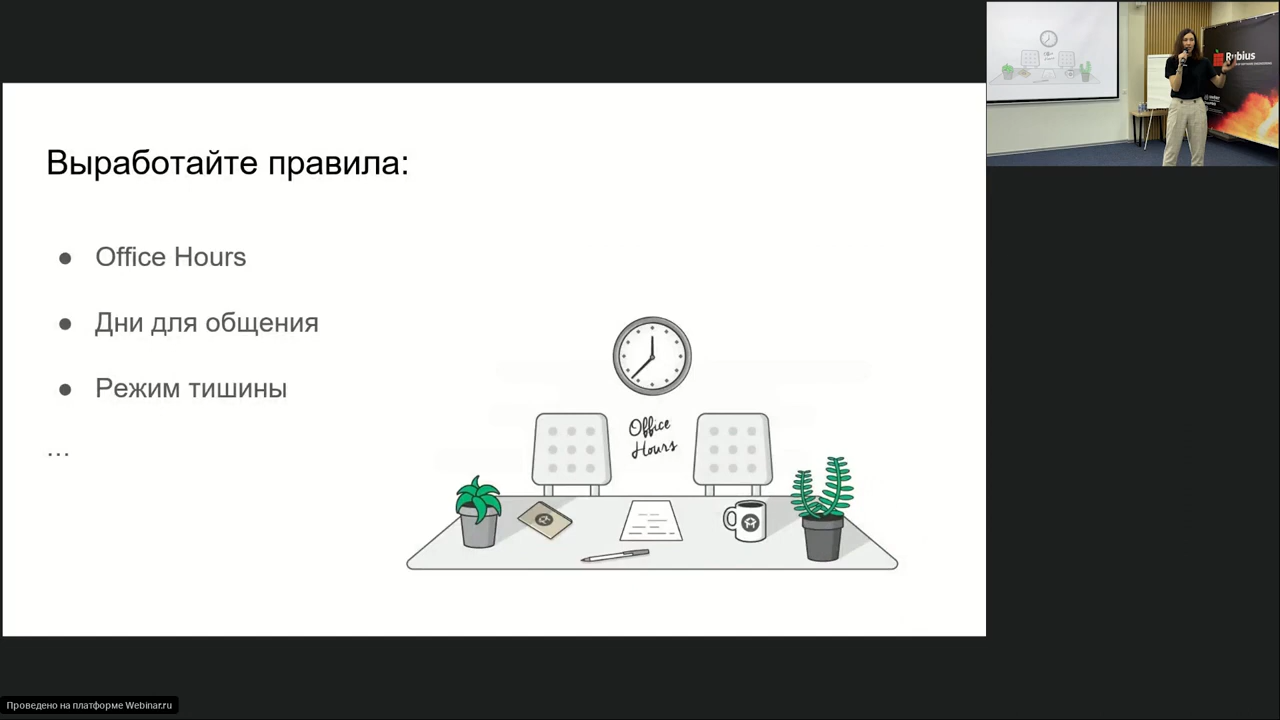 Выработайте правила:
● Office Hours
● Дни для общения
● Режим тишины
...
Office
Hours
Rubius
Проведено на платформе Webinar.ru